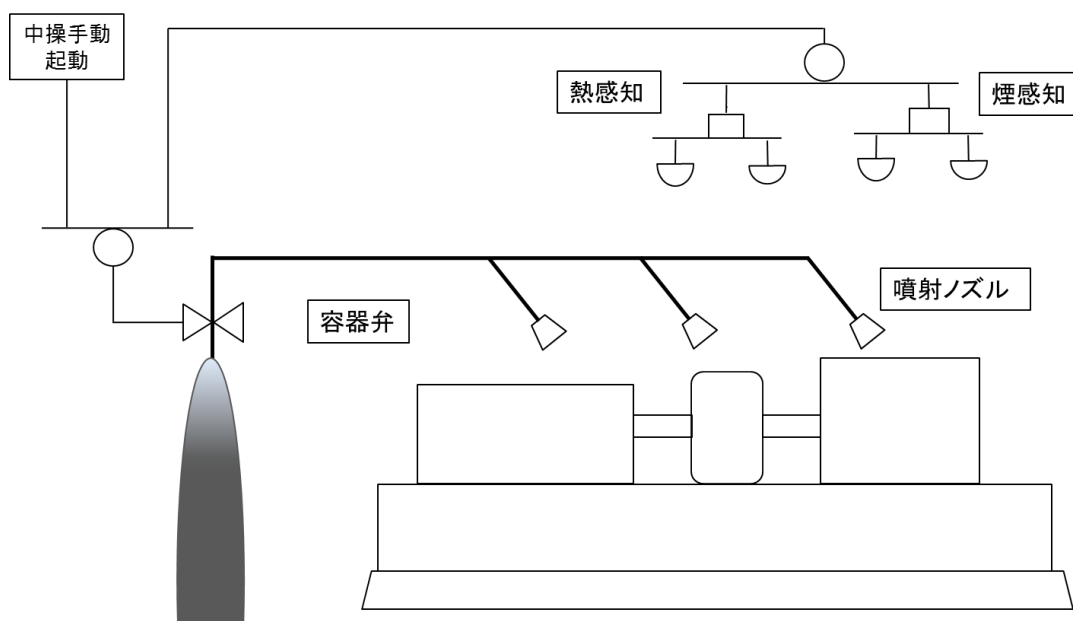 中操手動
起動
熱感知
煙感知
容器弁
噴射ノズル